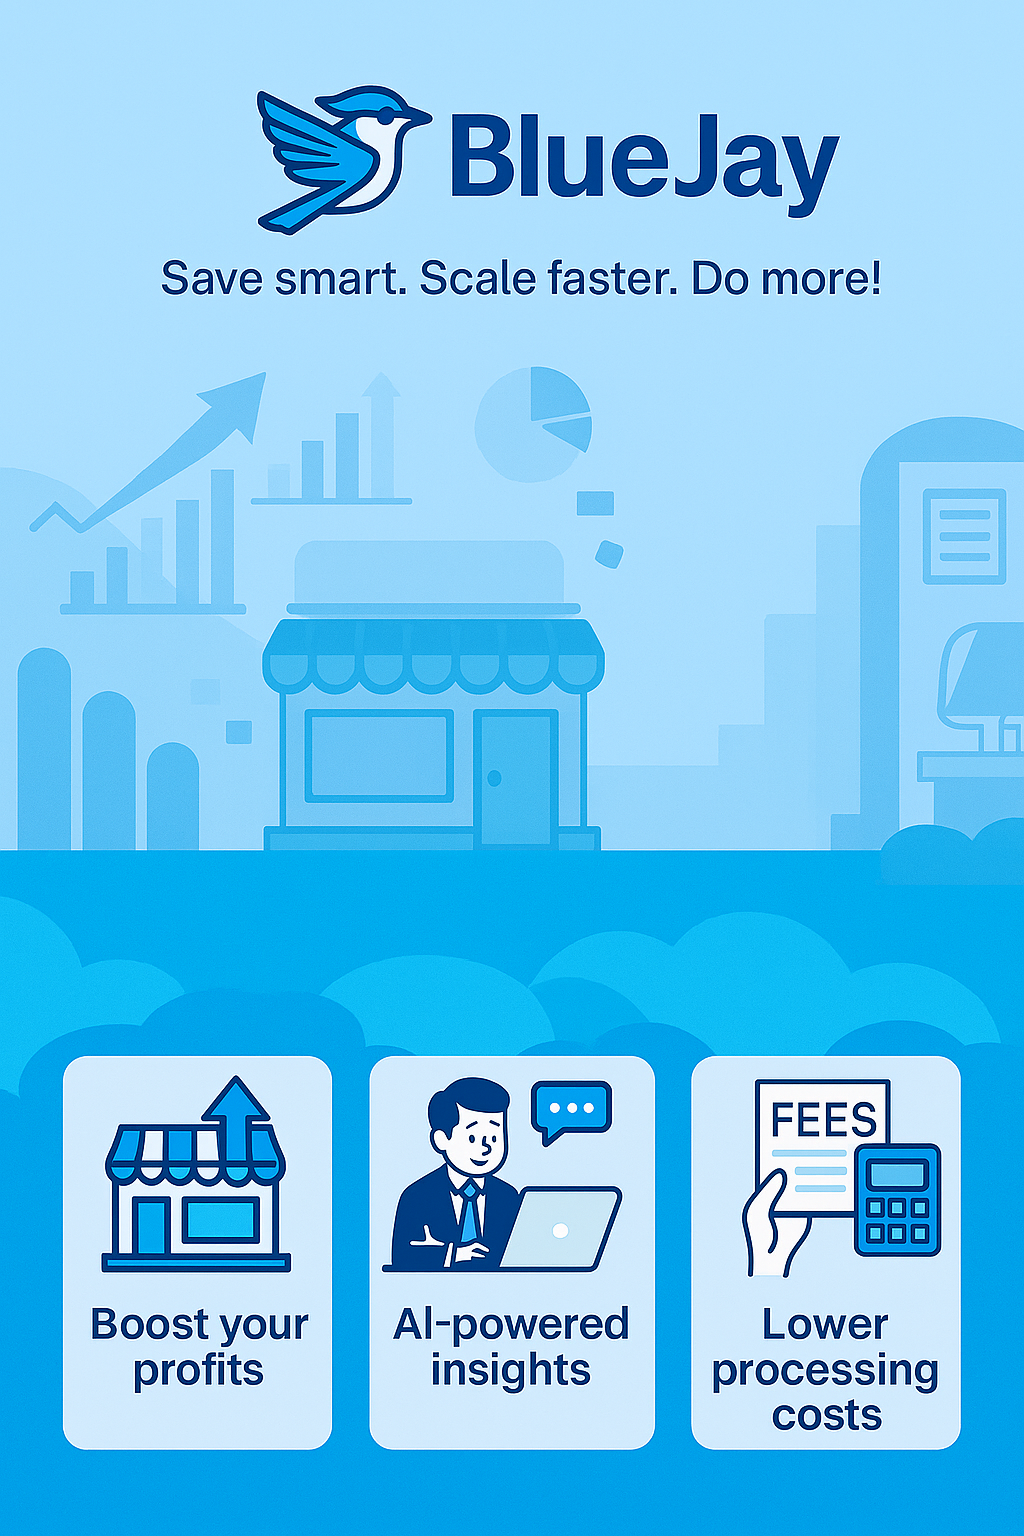 BlueJay
Save smart. Scale faster. Do more!
FEES
Boost your
profits
AI-powered
insights
Lower
processing
costs